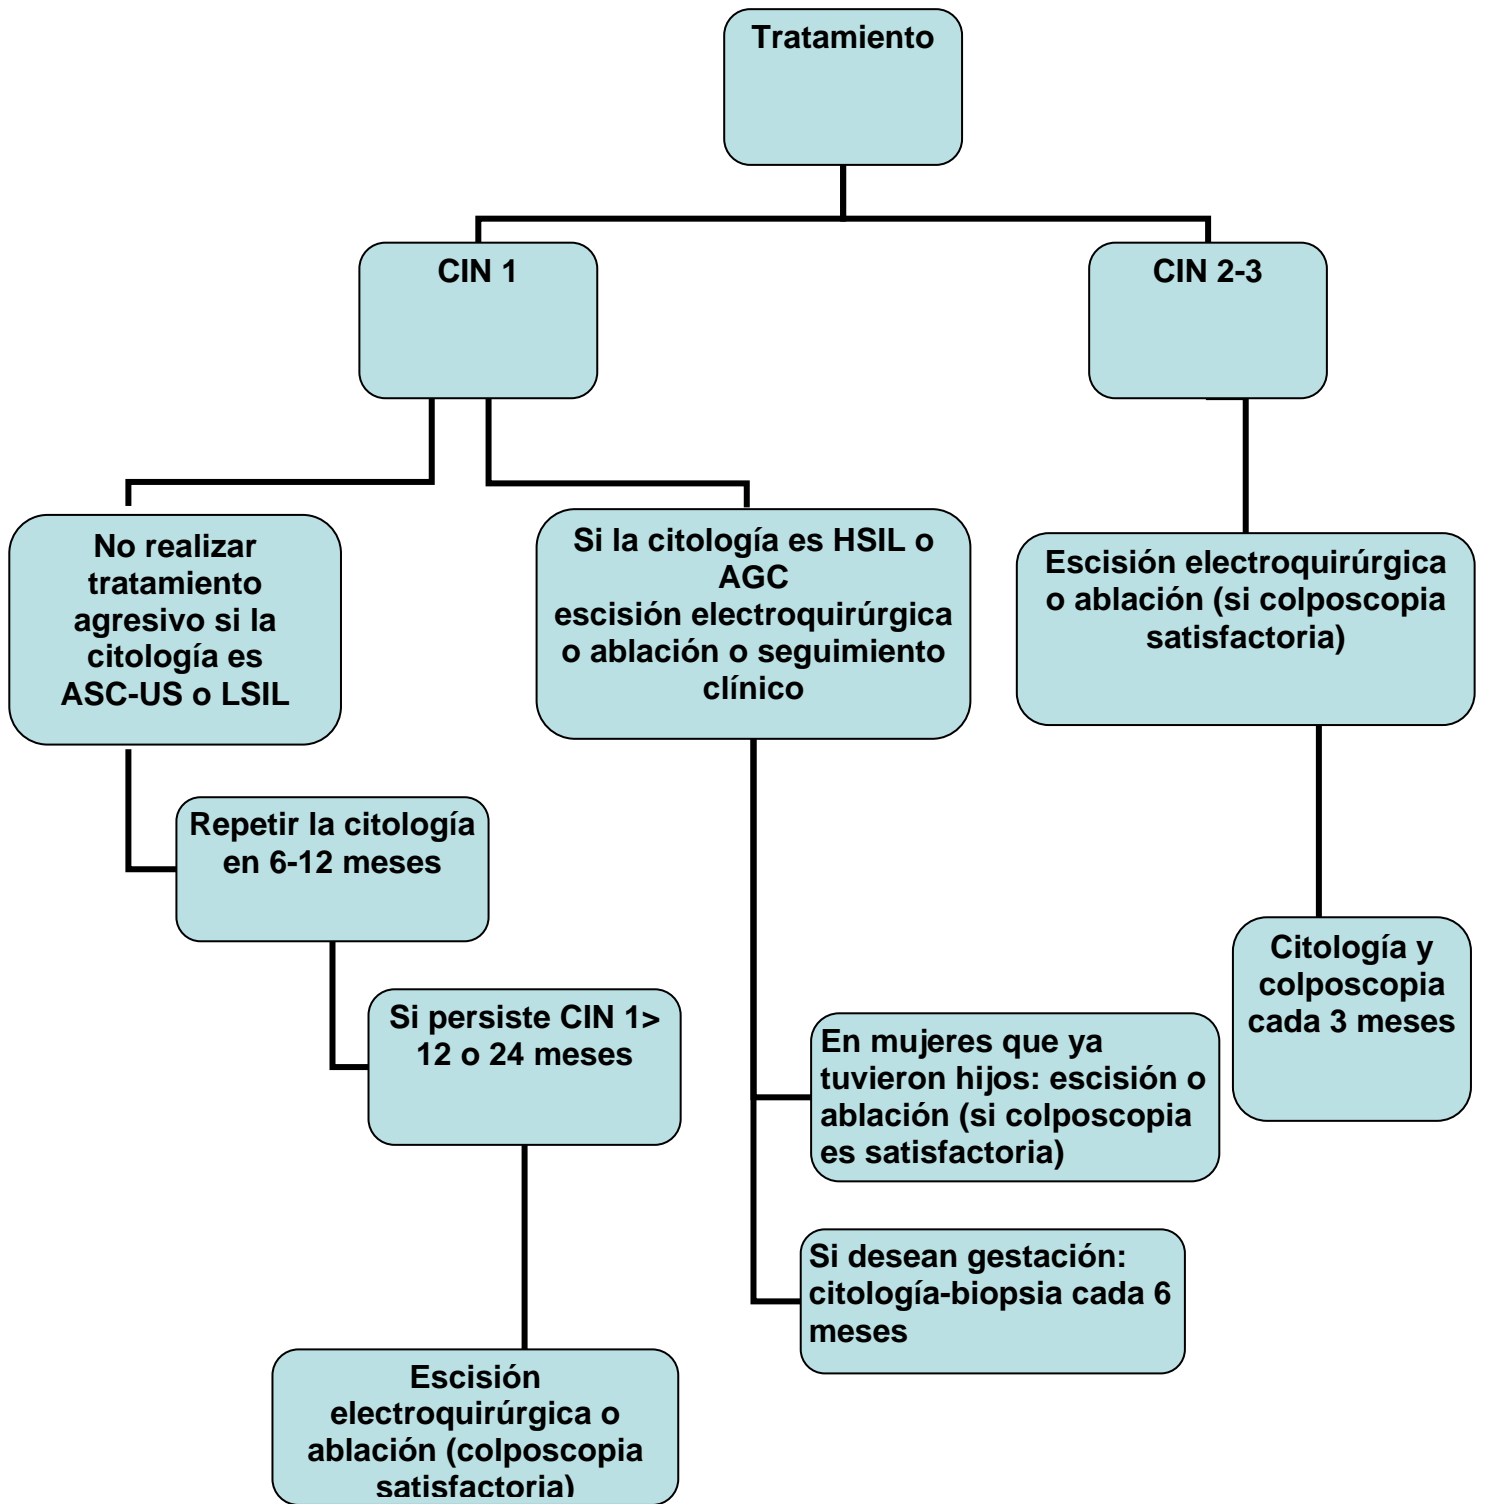 Tratamiento
CIN 1
CIN 2-3
No realizar
tratamiento
agresivo si la
citología es
ASC-US o LSIL
Si la citología es HSIL o
AGC
escisión electroquirúrgica
o ablación o seguimiento
clínico
Escisión electroquirúrgica
o ablación (si colposcopia
satisfactoria)
Repetir la citología
en 6-12 meses
Citología y
colposcopia
cada 3 meses
Si persiste CIN 1>
12 o 24 meses
En mujeres que ya
tuvieron hijos: escisión o
ablación (si colposcopia
es satisfactoria)
Si desean gestación:
citología-biopsia cada 6
meses
Escisión
electroquirúrgica o
ablación (colposcopia
satisfactoria)